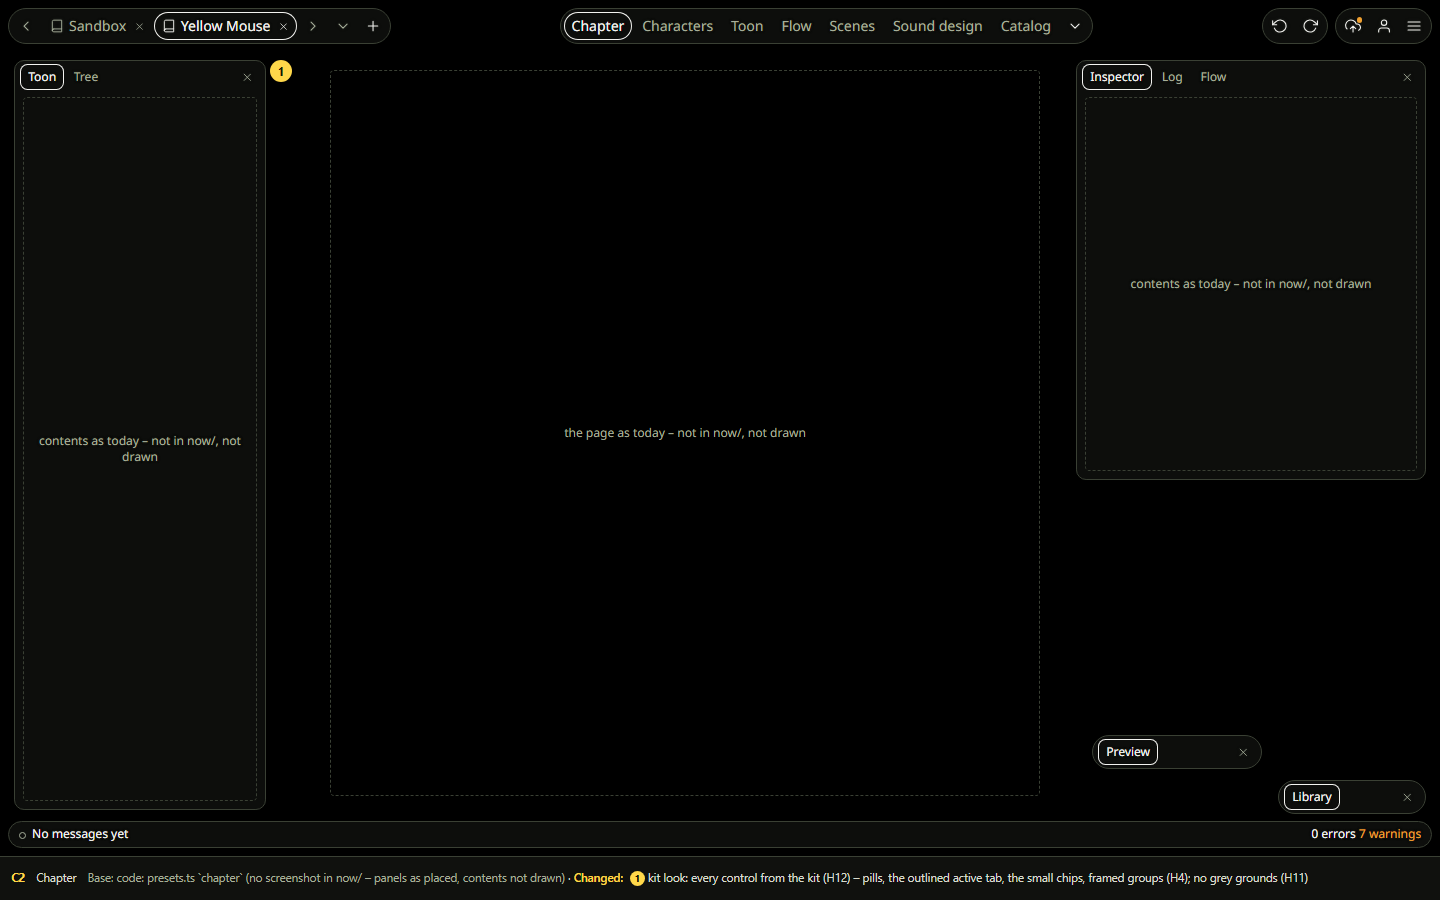 Sandbox Yellow Mouse
Chapter Characters Toon Flow Scenes Sound design Catalog
Toon Tree
1
Inspector Log Flow
contents as today – not in now/, not
drawn
the page as today – not in now/, not drawn
contents as today – not in now/, not drawn
Preview
Library
No messages yet
0 errors 7 warnings
C2 Chapter Base: code: presets.ts `chapter` (no screenshot in now/ – panels as placed, contents not drawn) · Changed: 1 kit look: every control from the kit (H12) – pills, the outlined active tab, the small chips, framed groups (H4); no grey grounds (H11)